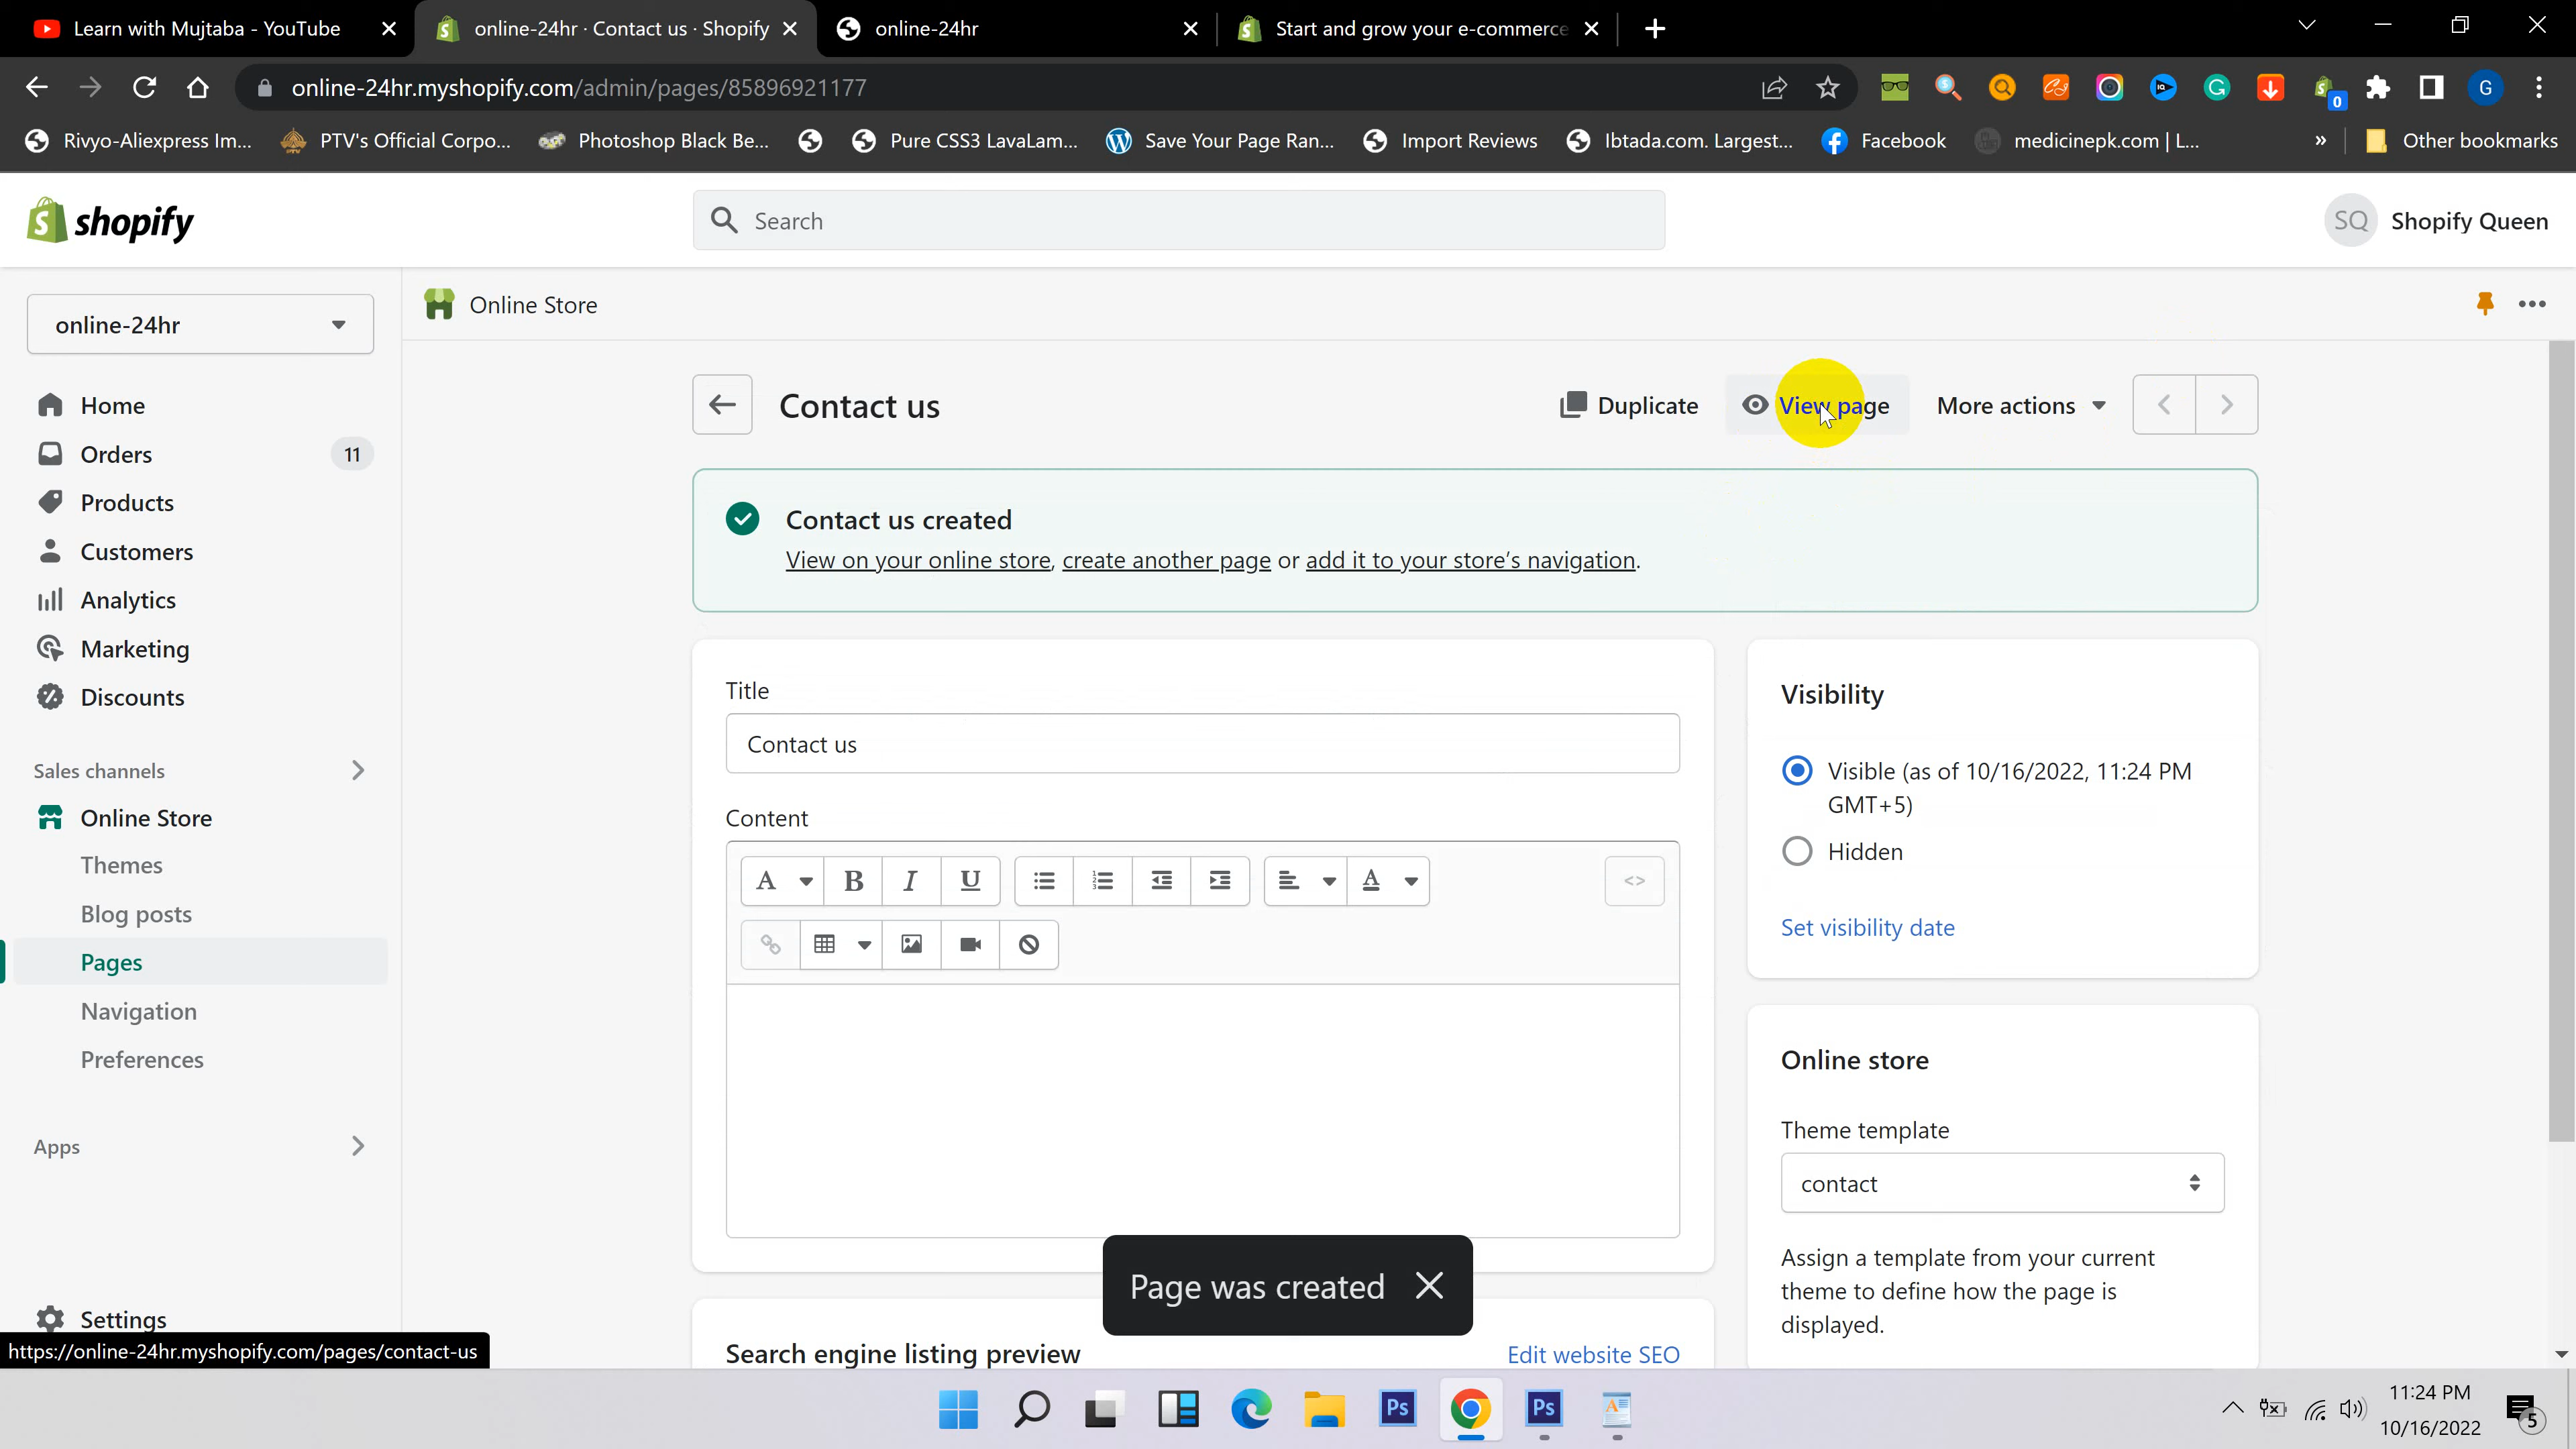 Learn with Mujtaba - YouTube
online-24hr · Contact us · Shopify
online-24hr
Start and grow your e-commerce
online-24hr.myshopify.com/admin/pages/85896921177
G
0
Rivyo-Aliexpress Im...
PTV's Official Corpo...
Photoshop Black Be...
Pure CSS3 LavaLam...
Save Your Page Ran...
Import Reviews
Ibtada.com. Largest...
Facebook
medicinepk.com | L...
»
Other bookmarks
shopify
Search
SQ
Shopify Queen
online-24hr
Online Store
Home
Orders
11
Products
Customers
Analytics
Marketing
Discounts
Sales channels
Online Store
Themes
Blog posts
Pages
Navigation
Preferences
Apps
Settings
https://online-24hr.myshopify.com/pages/contact-us
Contact us
Duplicate
View page
More actions
Contact us created
View on your online store, create another page or add it to your store's navigation.
Title
Contact us
Content
A
B
I
U
A
<>
Page was created
Search engine listing preview
Edit website SEO
Visibility
Visible (as of 10/16/2022, 11:24 PM
GMT+5)
Hidden
Set visibility date
Online store
Theme template
contact
Assign a template from your current
theme to define how the page is
displayed.
Ps
Ps
11:24 PM
10/16/2022
5